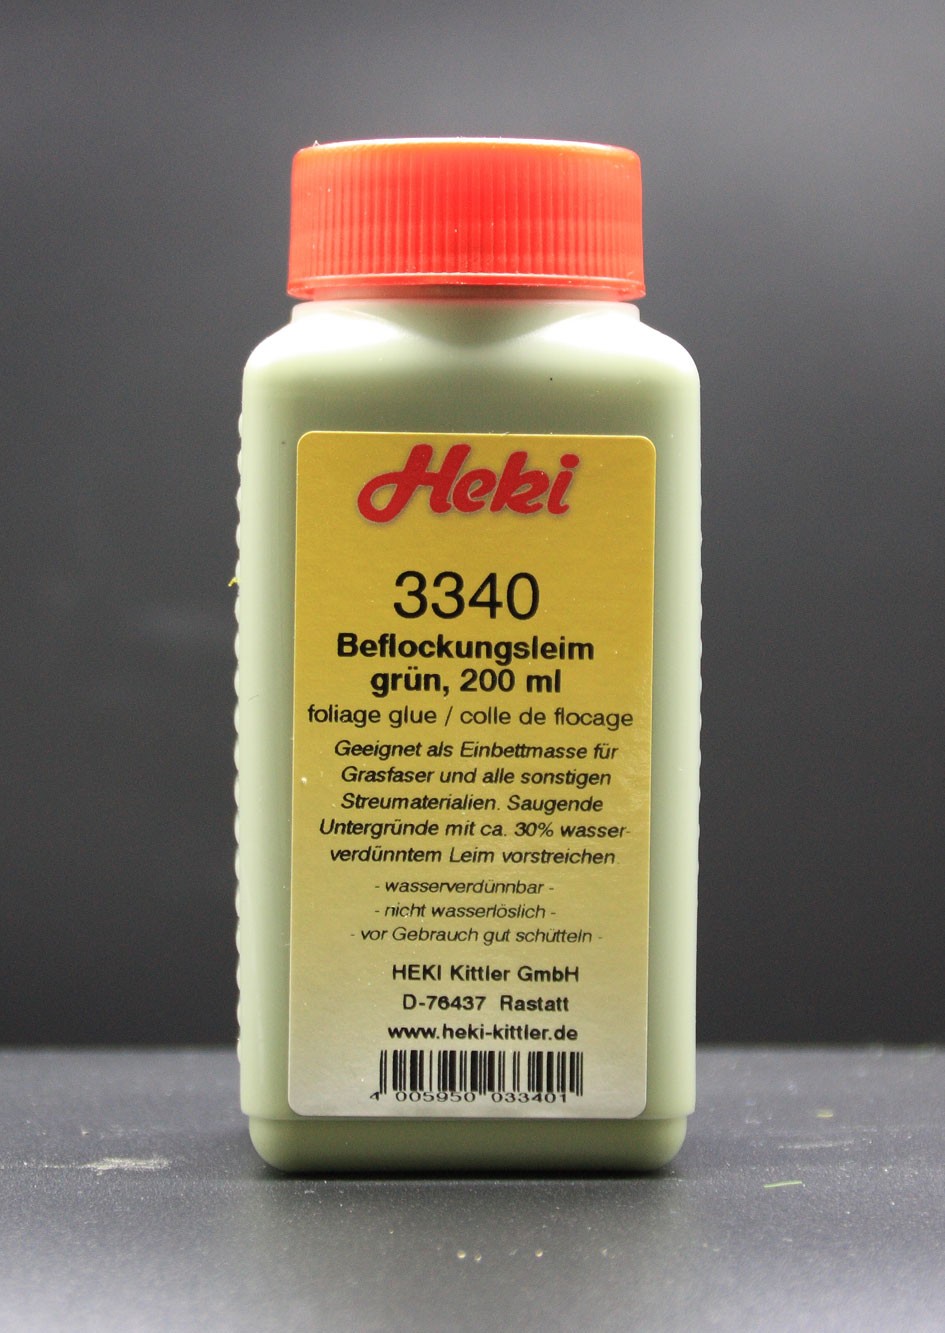 Heki
3340
Beflockungsleim
grün, 200 ml
foliage glue / colle de flocage
Geeignet als Einbettmasse für
Grasfaser und alle sonstigen
Streumaterialien. Saugende
Untergründe mit ca. 30% wasser-
verdünntem Leim vorstreichen.
- wasserverdünnbar -
- nicht wasserlöslich -
- vor Gebrauch gut schütteln -
HEKI Kittler GmbH
D-76437 Rastatt
www.heki-kittler.de
4 005950 033401